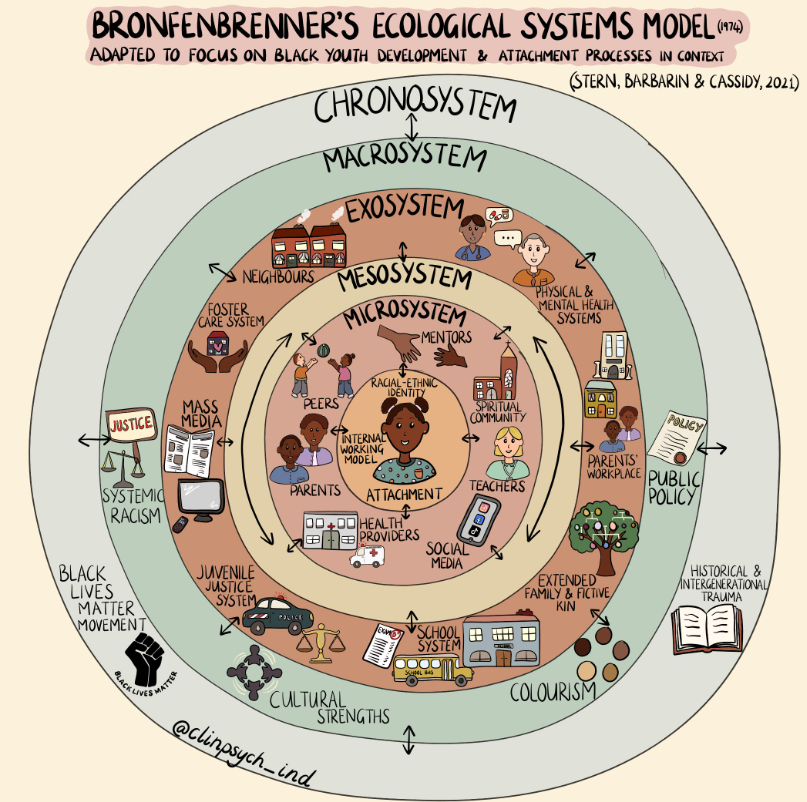 BRONFENBRENNER'S ECOLOGICAL SYSTEMS MODEL (1974)
ADAPTED TO FOCUS ON BLACK YOUTH DEVELOPMENT & ATTACHMENT PROCESSES IN CONTEXT
(STERN, BARBARIN & CASSIDY, 2021)
CHRONOSYSTEM
MACROSYSTEM
EXOSYSTEM
NEIGHBOURS
PHYSICAL &
MENTAL HEALTH
SYSTEMS
MESOSYSTEM
MICROSYSTEM
FOSTER
CARE SYSTEM
MENTORS
RACIAL-ETHNIC
IDENTITY
PEERS
SPIRITUAL
COMMUNITY
MASS
MEDIA
JUSTICE
SYSTEMIC
RACISM
INTERNAL
WORKING
MODEL
ATTACHMENT
PARENTS
TEACHERS
PARENTS'
WORKPLACE
POLICY
PUBLIC
POLICY
HEALTH
PROVIDERS
SOCIAL
MEDIA
BLACK
LIVES
MATTER
MOVEMENT
BLACK LIVES MATTER
JUVENILE
JUSTICE
SYSTEM
POLICE
EXTENDED
FAMILY & FICTIVE
KIN
HISTORICAL &
INTERGENERATIONAL
TRAUMA
EXAM
SCHOOL
SYSTEM
SCHOOL BUS
CULTURAL
STRENGTHS
COLOURISM
@clinpsych_ind